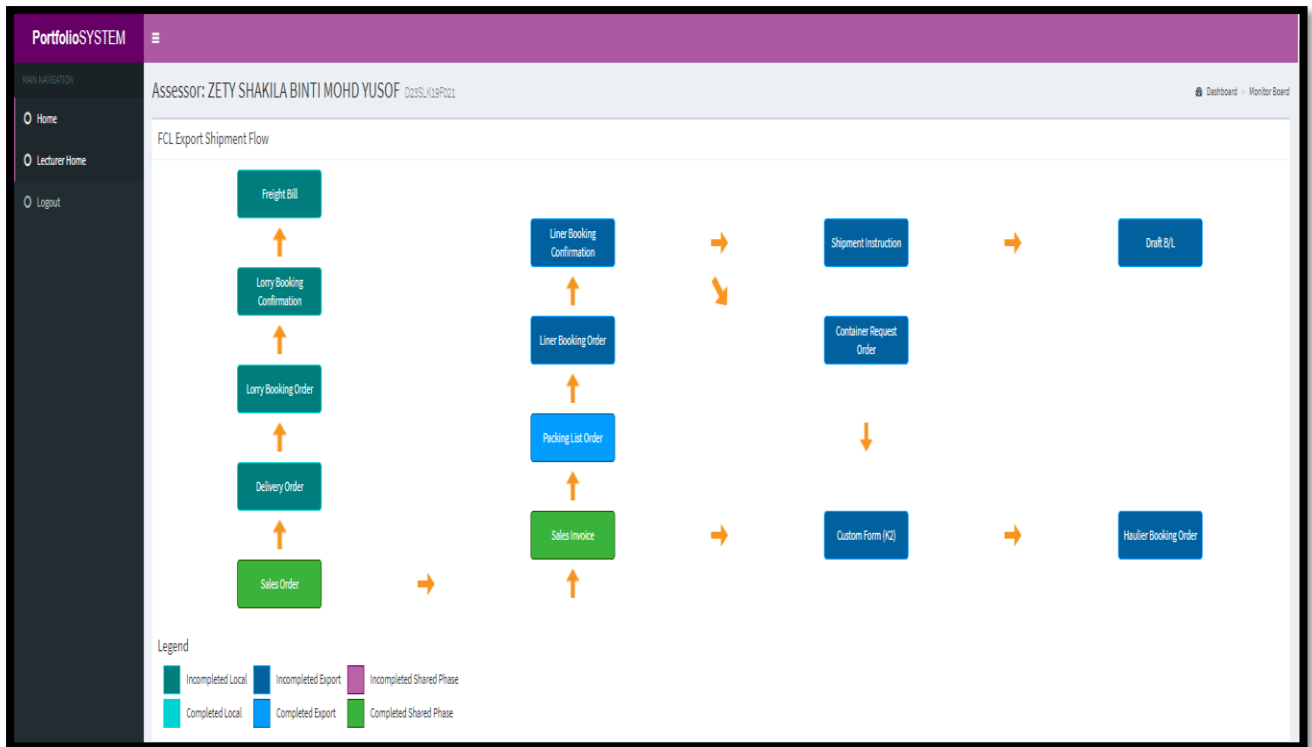 PortfolioSYSTEM
MAIN NAVIGATION
Home
Lecturer Home
Logout
Assessor: ZETY SHAKILA BINTI MOHD YUSOF D23SLK19F021
Dashboard > Monitor Board
FCL Export Shipment Flow
Freight Bill
Lorry Booking
Confirmation
Lorry Booking Order
Delivery Order
Sales Order
Liner Booking
Confirmation
Liner Booking Order
Packing List Order
Sales Invoice
Shipment Instruction
Container Request
Order
Custom Form (K2)
Draft B/L
Haulier Booking Order
Legend
Incompleted Local
Incompleted Export
Incompleted Shared Phase
Completed Local
Completed Export
Completed Shared Phase